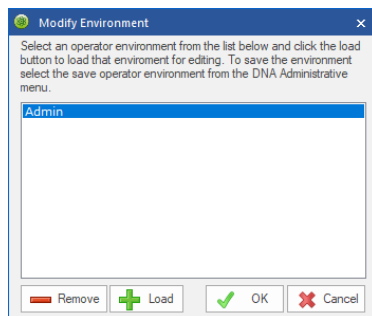 Modify Environment
Select an operator environment from the list below and click the load
button to load that enviroment for editing. To save the environment
select the save operator environment from the DNA Administrative
menu.
Admin
Remove Load OK Cancel